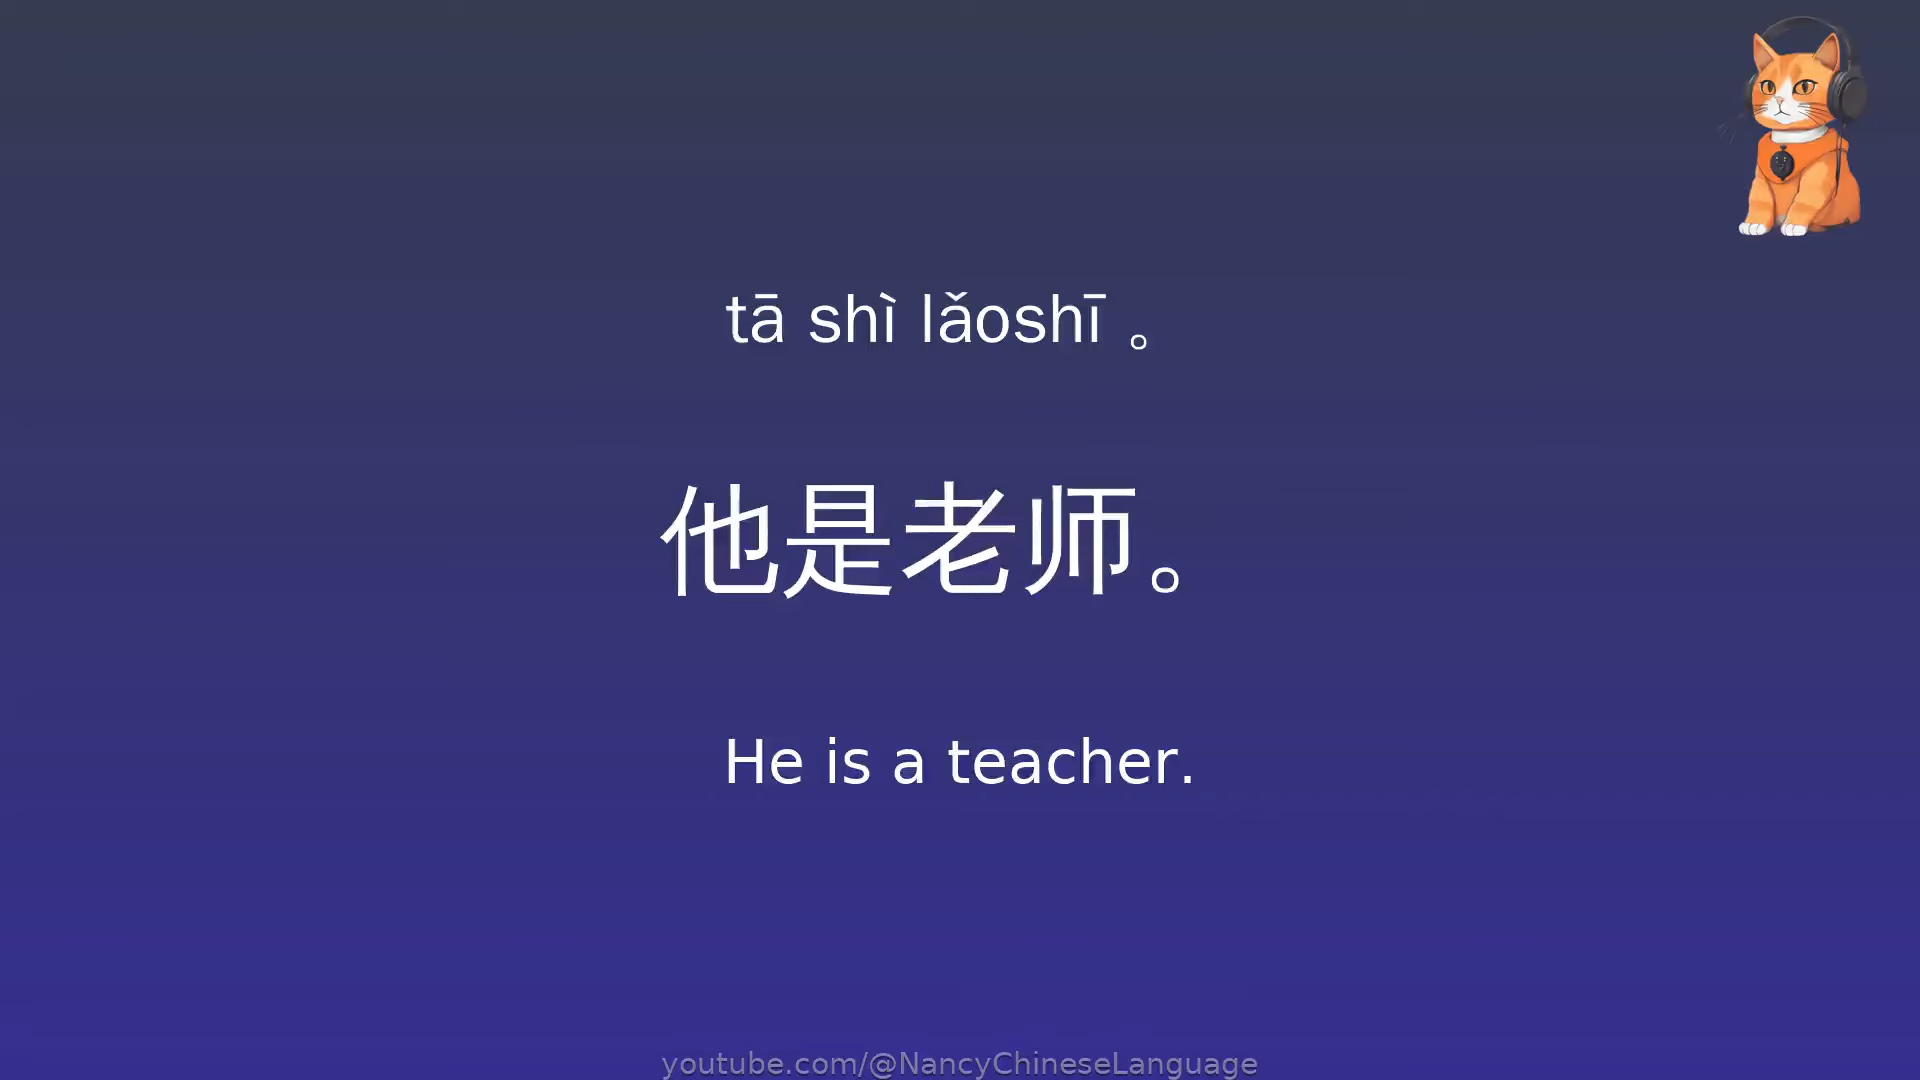 tā shì lǎoshī 。
他是老师。
He is a teacher.
youtube.com/@NancyChineseLanguage